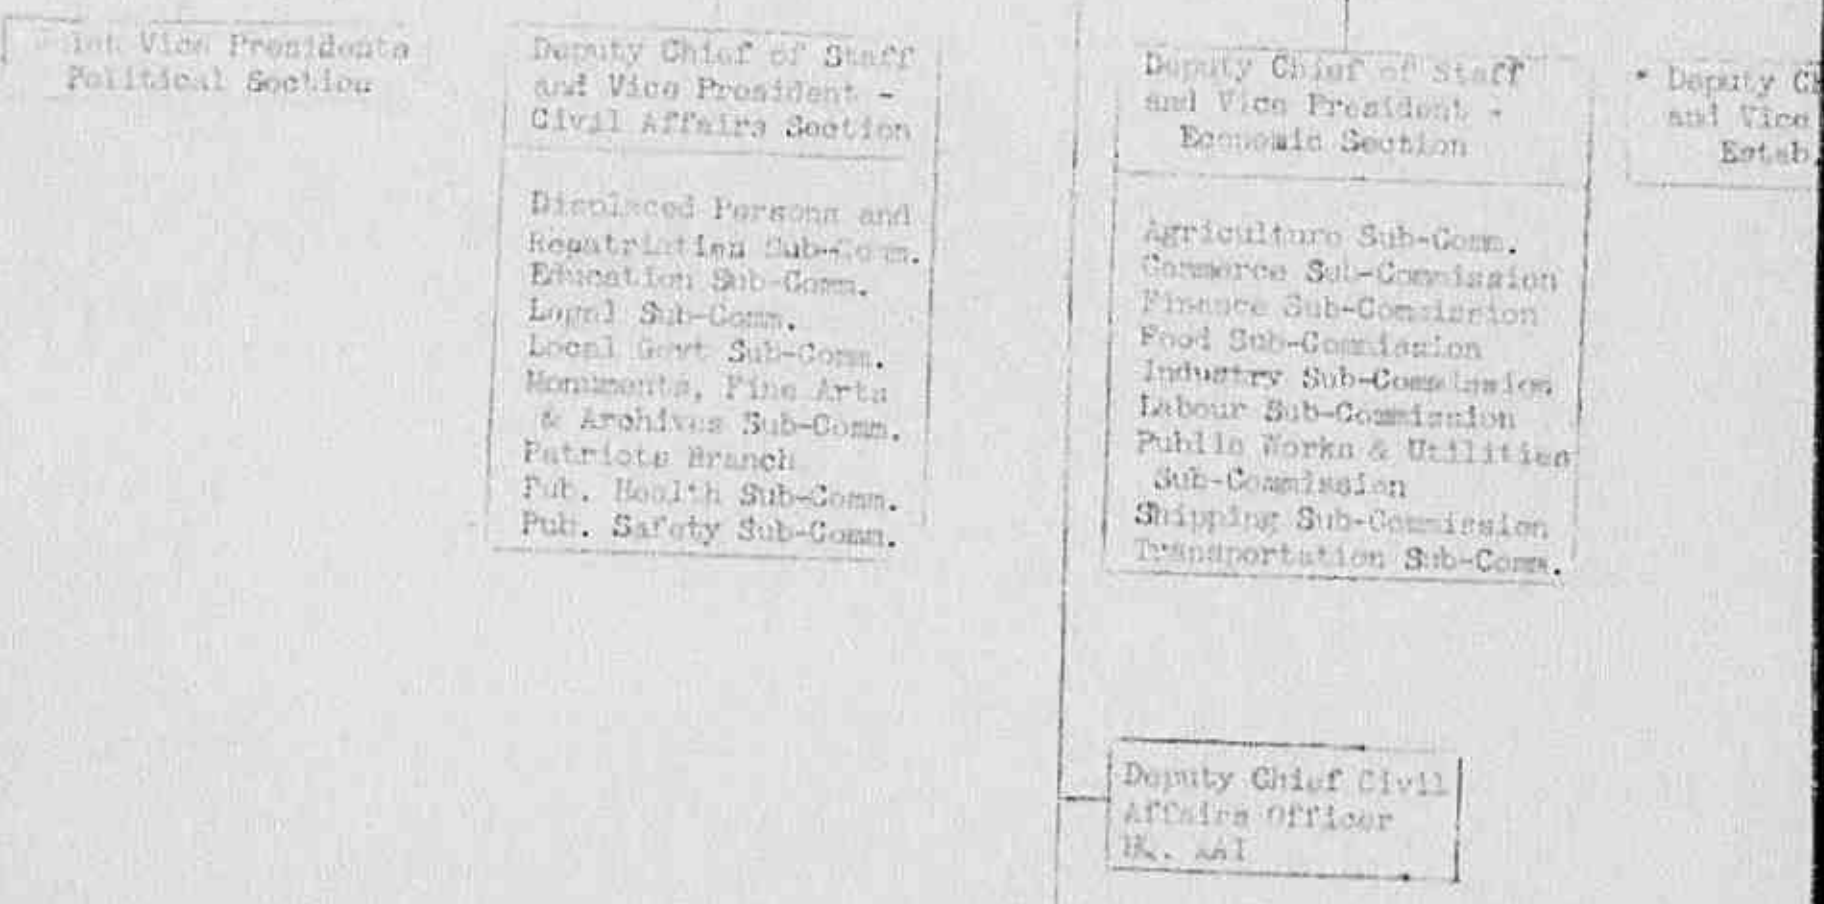 Joint Vice Presidents
Political Section
Deputy Chief of Staff
and Vice President -
Civil Affairs Section
Displaced Persons and
Repatriation Sub-Comm.
Education Sub-Comm.
Legal Sub-Comm.
Local Govt Sub-Comm.
Monuments, Fine Arts
& Archives Sub-Comm.
Patriots Branch
Pub. Health Sub-Comm.
Pub. Safety Sub-Comm.
Deputy Chief of Staff
and Vice President -
Economic Section
Agriculture Sub-Comm.
Commerce Sub-Commission
Finance Sub-Commission
Food Sub-Commission
Industry Sub-Commission
Labour Sub-Commission
Public Works & Utilities
Sub-Commission
Shipping Sub-Commission
Transportation Sub-Comm.
* Deputy Ch
and Vice
Estab
Deputy Chief Civil
Affairs Officer